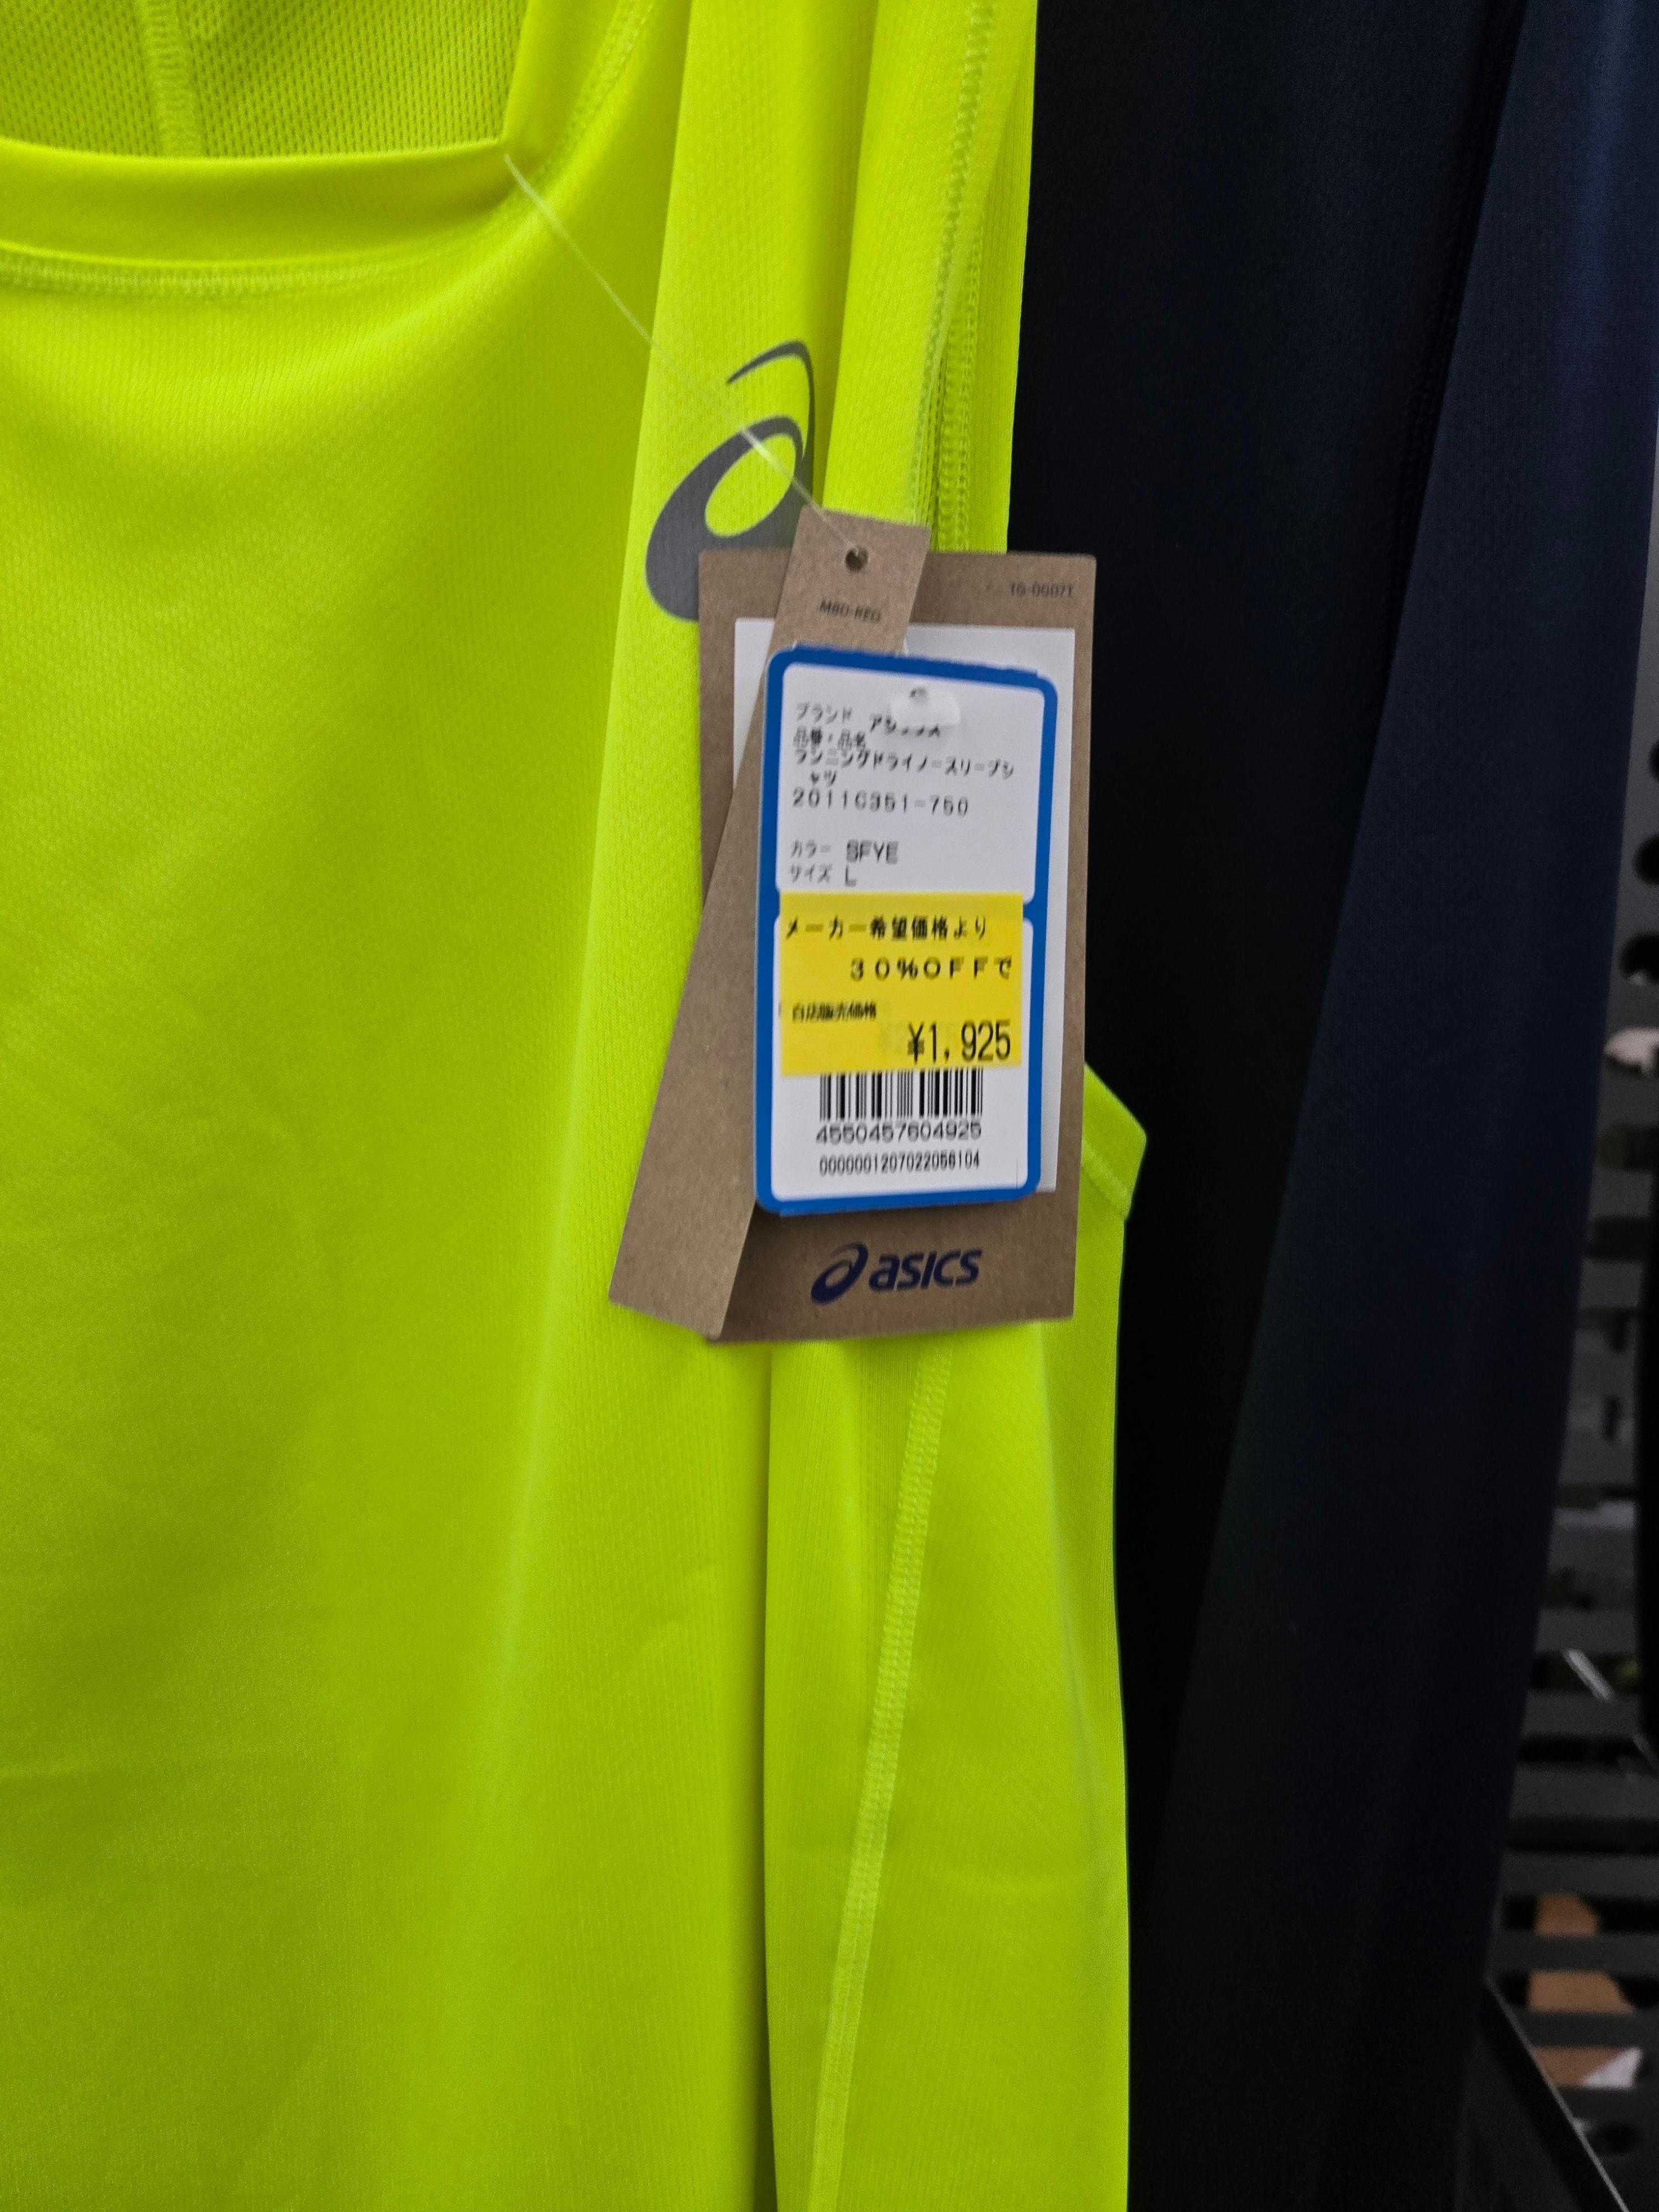 TG-0007T
MBO-REG
ブランド アシックス
品番・品名
ランニングドライノースリーブシ
ャツ
2011C351-750
カラー SFYE
サイズ L
メーカー希望価格より
30%OFFで
自店販売価格
¥1,925
4550457604925
0000001207022056104
asics